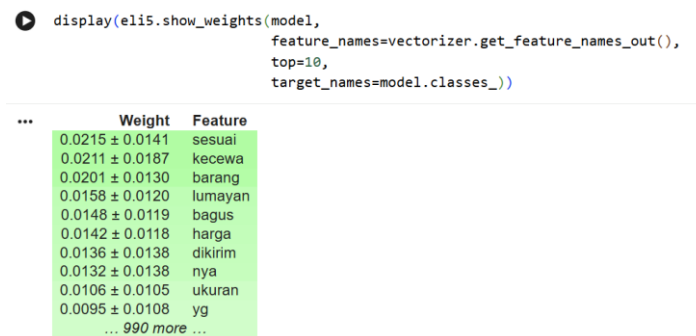 display(eli5.show_weights(model,
feature_names=vectorizer.get_feature_names_out(),
top=10,
target_names=model.classes_))
Weight Feature
0.0215 ± 0.0141 sesuai
0.0211 ± 0.0187 kecewa
0.0201 ± 0.0130 barang
0.0158 ± 0.0120 lumayan
0.0148 ± 0.0119 bagus
0.0142 ± 0.0118 harga
0.0136 ± 0.0138 dikirim
0.0132 ± 0.0138 nya
0.0106 ± 0.0105 ukuran
0.0095 ± 0.0108 yg
… 990 more …